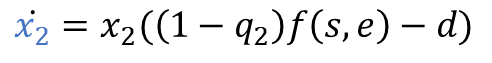 ẋ₂ = x₂((1 − q₂)f(s, e) − d)